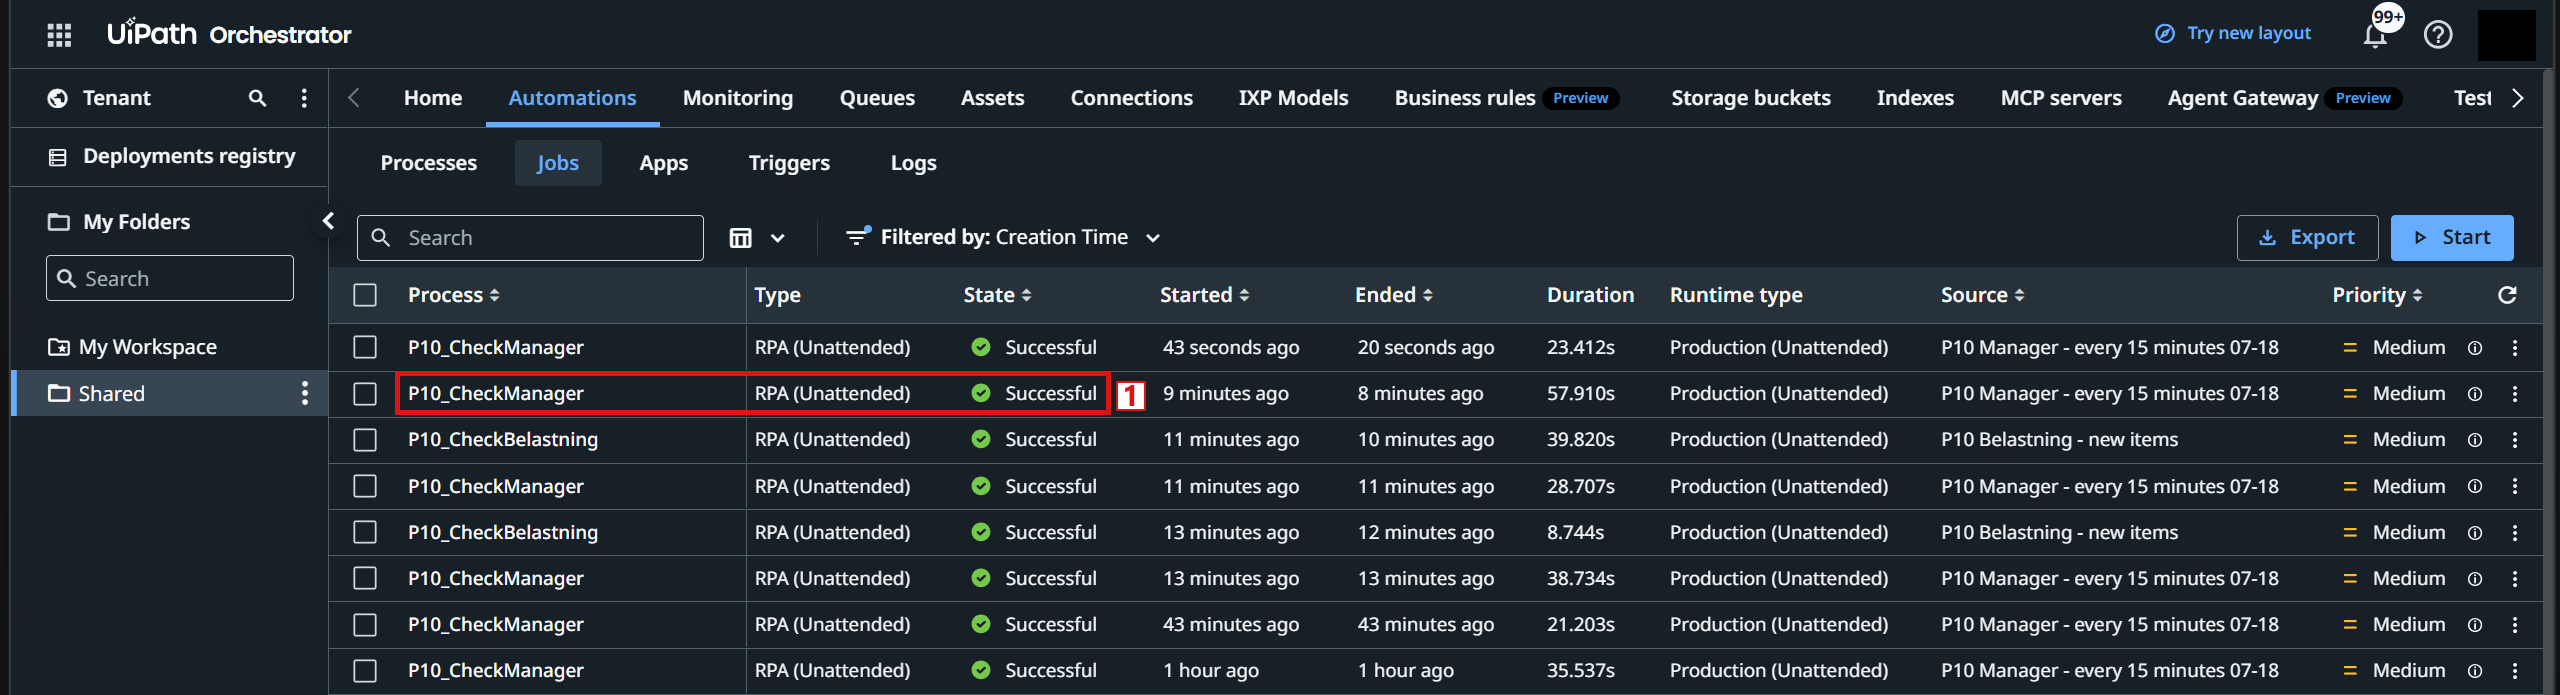 UiPath Orchestrator Try new layout 99+
Tenant Home Automations Monitoring Queues Assets Connections IXP Models Business rules Preview Storage buckets Indexes MCP servers Agent Gateway Preview Test
Deployments registry Processes Jobs Apps Triggers Logs
My Folders Search Filtered by: Creation Time Export Start
Search
My Workspace
Shared
Process Type State Started Ended Duration Runtime type Source Priority
P10_CheckManager RPA (Unattended) Successful 43 seconds ago 20 seconds ago 23.412s Production (Unattended) P10 Manager - every 15 minutes 07-18 Medium
P10_CheckManager RPA (Unattended) Successful 1 9 minutes ago 8 minutes ago 57.910s Production (Unattended) P10 Manager - every 15 minutes 07-18 Medium
P10_CheckBelastning RPA (Unattended) Successful 11 minutes ago 10 minutes ago 39.820s Production (Unattended) P10 Belastning - new items Medium
P10_CheckManager RPA (Unattended) Successful 11 minutes ago 11 minutes ago 28.707s Production (Unattended) P10 Manager - every 15 minutes 07-18 Medium
P10_CheckBelastning RPA (Unattended) Successful 13 minutes ago 12 minutes ago 8.744s Production (Unattended) P10 Belastning - new items Medium
P10_CheckManager RPA (Unattended) Successful 13 minutes ago 13 minutes ago 38.734s Production (Unattended) P10 Manager - every 15 minutes 07-18 Medium
P10_CheckManager RPA (Unattended) Successful 43 minutes ago 43 minutes ago 21.203s Production (Unattended) P10 Manager - every 15 minutes 07-18 Medium
P10_CheckManager RPA (Unattended) Successful 1 hour ago 1 hour ago 35.537s Production (Unattended) P10 Manager - every 15 minutes 07-18 Medium